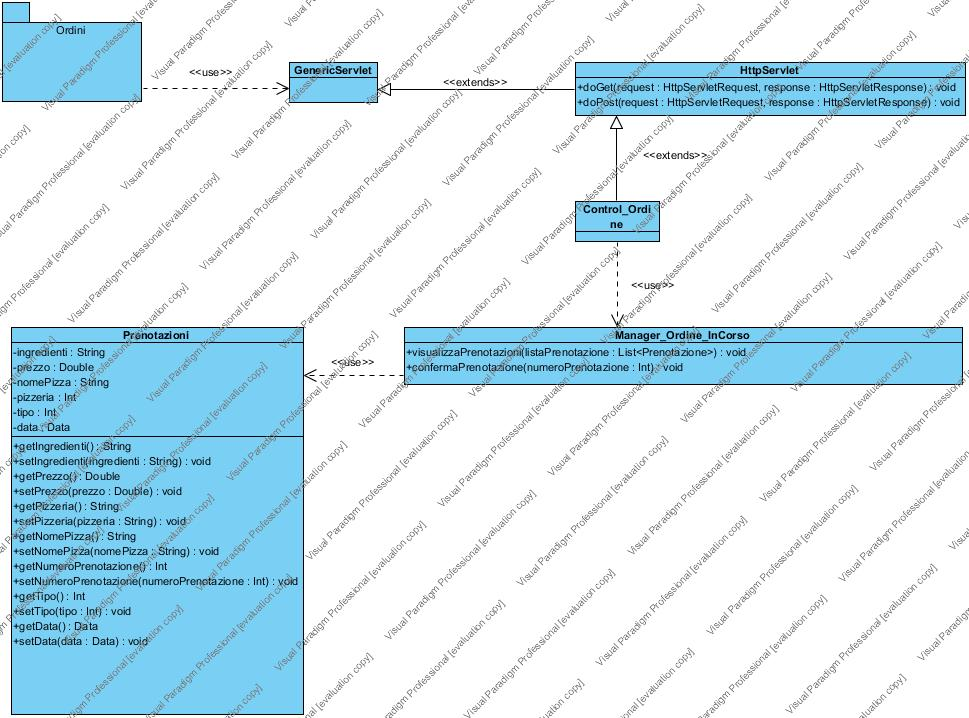 Ordini
<<use>>
GenericServlet
<<extends>>
HttpServlet
+doGet(request : HttpServletRequest, response : HttpServletResponse) : void
+doPost(request : HttpServletRequest, response : HttpServletResponse) : void
<<extends>>
Control_Ordi
ne
<<use>>
Manager_Ordine_InCorso
+visualizzaPrenotazioni(listaPrenotazione : List<Prenotazione>) : void
+confermaPrenotazione(numeroPrenotazione : Int) : void
<<use>>
Prenotazioni
-ingredienti : String
-prezzo : Double
-nomePizza : String
-pizzeria : Int
-tipo : Int
-data : Data
+getIngredienti() : String
+setIngredienti(ingredienti : String) : void
+getPrezzo() : Double
+setPrezzo(prezzo : Double) : void
+getPizzeria() : String
+setPizzeria(pizzeria : String) : void
+getNomePizza() : String
+setNomePizza(nomePizza : String) : void
+getNumeroPrenotazione() : Int
+setNumeroPrenotazione(numeroPrenotazione : Int) : void
+getTipo() : Int
+setTipo(tipo : Int) : void
+getData() : Data
+setData(data : Data) : void
Visual Paradigm Professional [evaluation copy]